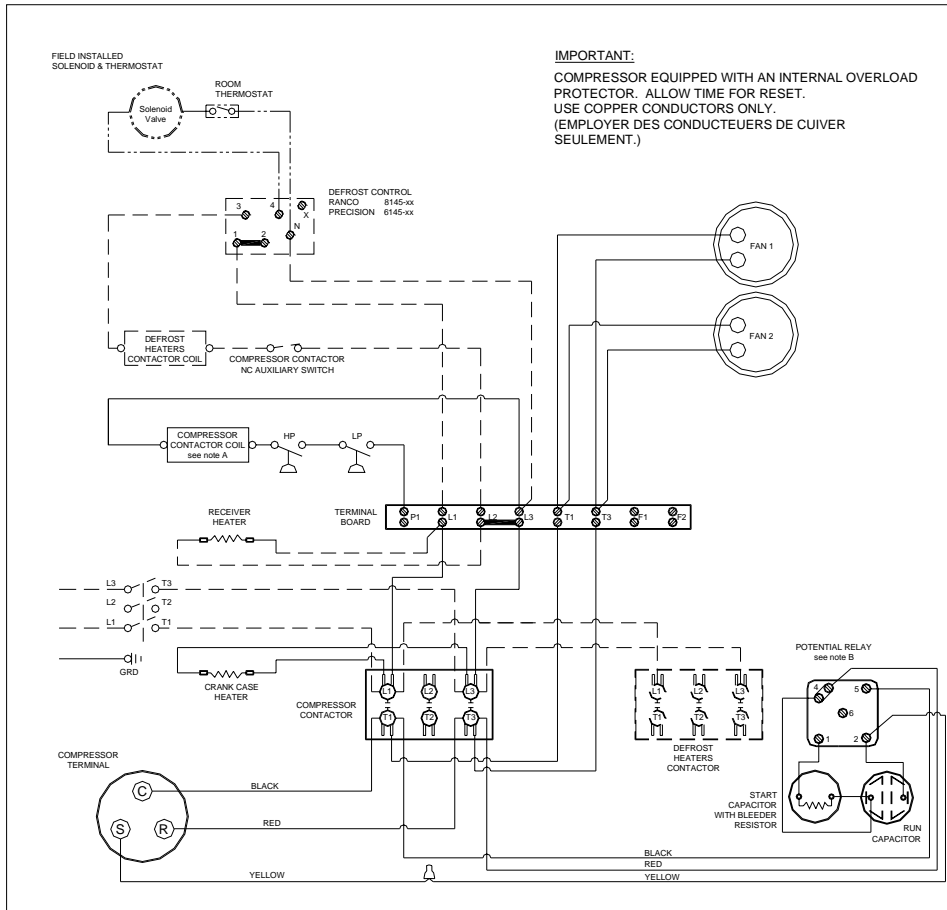 FIELD INSTALLED
SOLENOID & THERMOSTAT
IMPORTANT:
COMPRESSOR EQUIPPED WITH AN INTERNAL OVERLOAD
PROTECTOR. ALLOW TIME FOR RESET.
USE COPPER CONDUCTORS ONLY.
(EMPLOYER DES CONDUCTEUERS DE CUIVER
SEULEMENT.)
ROOM
THERMOSTAT
Solenoid
Valve
DEFROST CONTROL
RANCO 8145-xx
PRECISION 6145-xx
3
4
X
N
1
2
FAN 1
FAN 2
DEFROST
HEATERS
CONTACTOR COIL
COMPRESSOR CONTACTOR
NC AUXILIARY SWITCH
COMPRESSOR
CONTACTOR COIL
see note A
HP
LP
TERMINAL
BOARD
P1
L1
L2
L3
T1
T3
F1
F2
RECEIVER
HEATER
L3
T3
L2
T2
L1
T1
GRD
CRANK CASE
HEATER
COMPRESSOR
CONTACTOR
L1
L2
L3
T1
T2
T3
L1
L2
L3
T1
T2
T3
DEFROST
HEATERS
CONTACTOR
POTENTIAL RELAY
see note B
4
5
6
1
2
START
CAPACITOR
WITH BLEEDER
RESISTOR
RUN
CAPACITOR
COMPRESSOR
TERMINAL
C
S
R
BLACK
RED
YELLOW
BLACK
RED
YELLOW